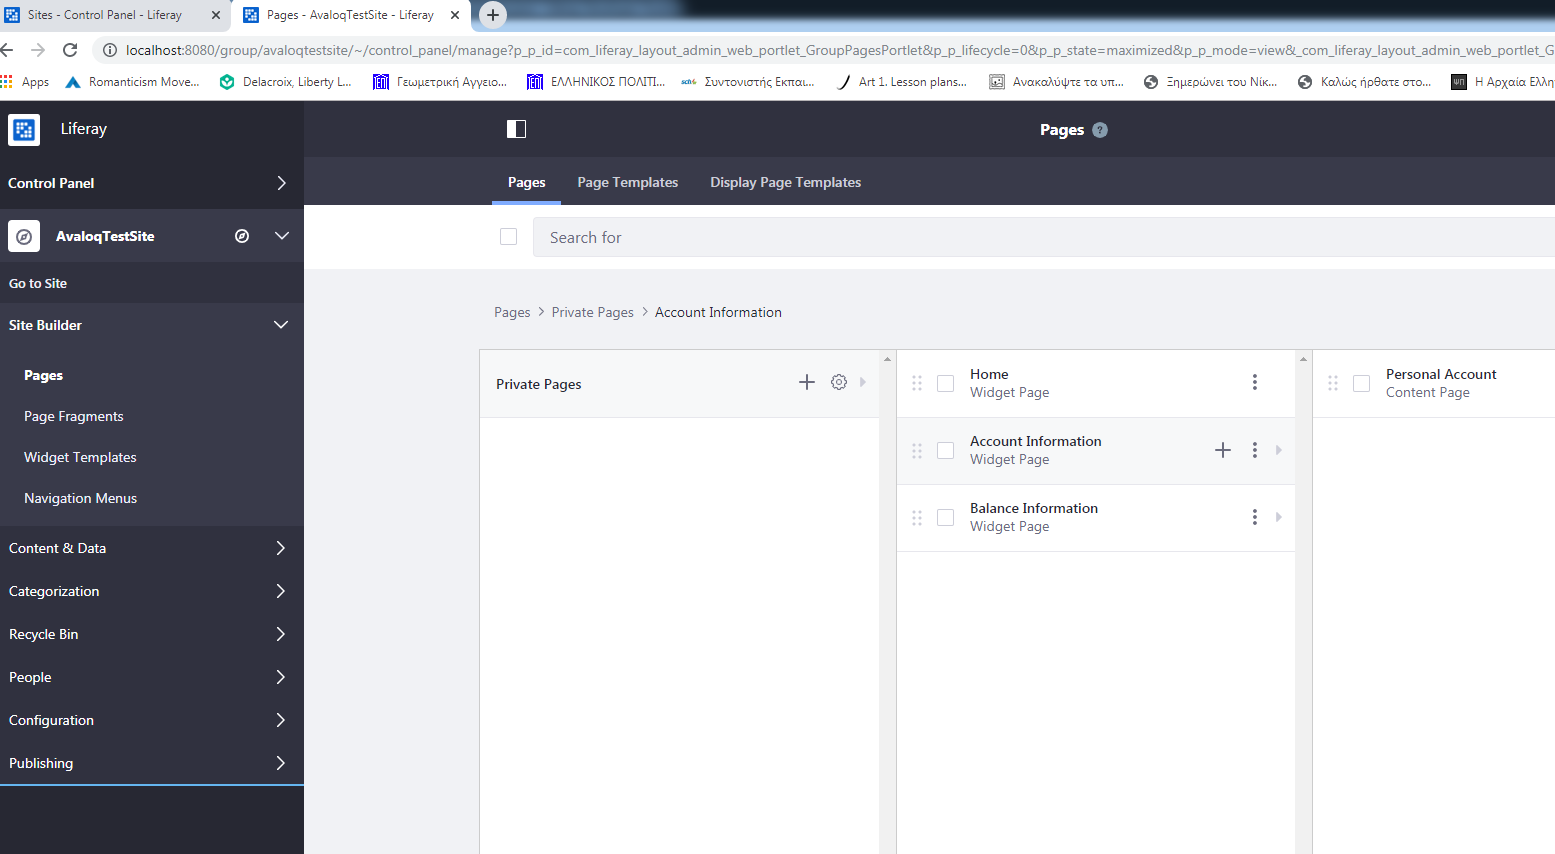 Sites - Control Panel - Liferay
Pages - AvaloqTestSite - Liferay
localhost:8080/group/avaloqtestsite/~/control_panel/manage?p_p_id=com_liferay_layout_admin_web_portlet_GroupPagesPortlet&p_p_lifecycle=0&p_p_state=maximized&p_p_mode=view&_com_liferay_layout_admin_web_portlet_G
Apps
Romanticism Move...
Delacroix, Liberty L...
Γεωμετρική Αγγειο...
ΕΛΛΗΝΙΚΟΣ ΠΟΛΙΤΙ...
Συντονιστής Εκπαι...
Art 1. Lesson plans...
Ανακαλύψτε τα υπ...
Ξημερώνει του Νίκ...
Καλώς ήρθατε στο...
Η Αρχαία Ελλη
Liferay
Control Panel
AvaloqTestSite
Go to Site
Site Builder
Pages
Page Fragments
Widget Templates
Navigation Menus
Content & Data
Categorization
Recycle Bin
People
Configuration
Publishing
Pages ?
Pages
Page Templates
Display Page Templates
Search for
Pages > Private Pages > Account Information
Private Pages
Home
Widget Page
Account Information
Widget Page
Balance Information
Widget Page
Personal Account
Content Page